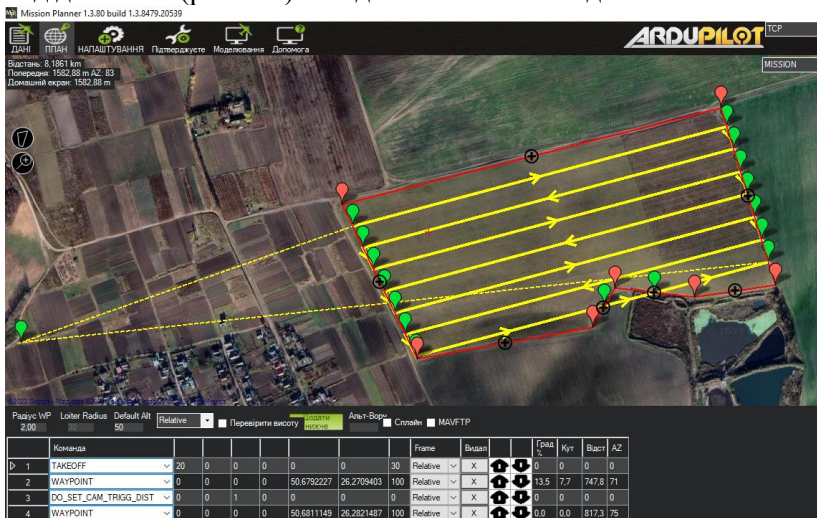 Mission Planner 1.3.80 build 1.3.8479.20539
ДАНІ ПЛАН НАЛАШТУВАННЯ Підтверджуєте Моделювання Допомога
ARDUPILOT
TCP
MISSION
Відстань: 8,1861 km
Попередня: 1582,88 m AZ: 83
Домашній екран: 1582,88 m
Радіус WP Loiter Radius Default Alt
2,00 30 50 Relative Перевірити висоту Додати нижче Альт-Ворн Сплайн MAVFTP
Команда Frame Видал Град % Кут Відст AZ
1 TAKEOFF 20 0 0 0 0 0 30 Relative X 0 0 0 0
2 WAYPOINT 0 0 0 0 50,6792227 26,2709403 100 Relative X 13,5 7,7 747,8 71
3 DO_SET_CAM_TRIGG_DIST 0 0 1 0 0 0 0 Relative X 0 0 0 0
4 WAYPOINT 0 0 0 0 50,6811149 26,2821487 100 Relative X 0,0 0,0 817,3 75